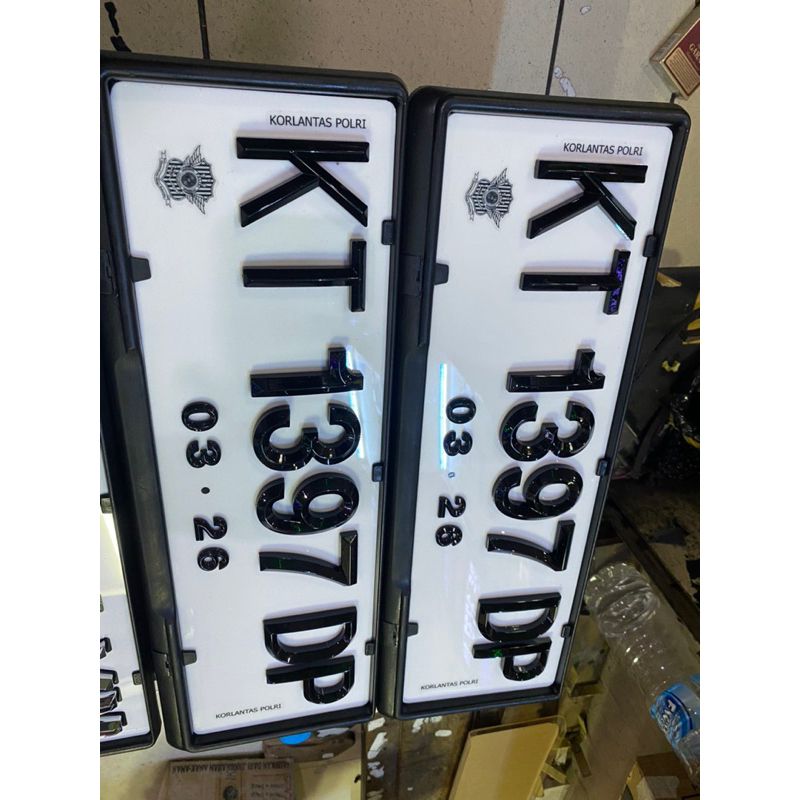 KORLANTAS POLRI
KT 1397 DP
03 · 26
KORLANTAS POLRI
KORLANTAS POLRI
KT 1397 DP
03 · 26
KORLANTAS POLRI